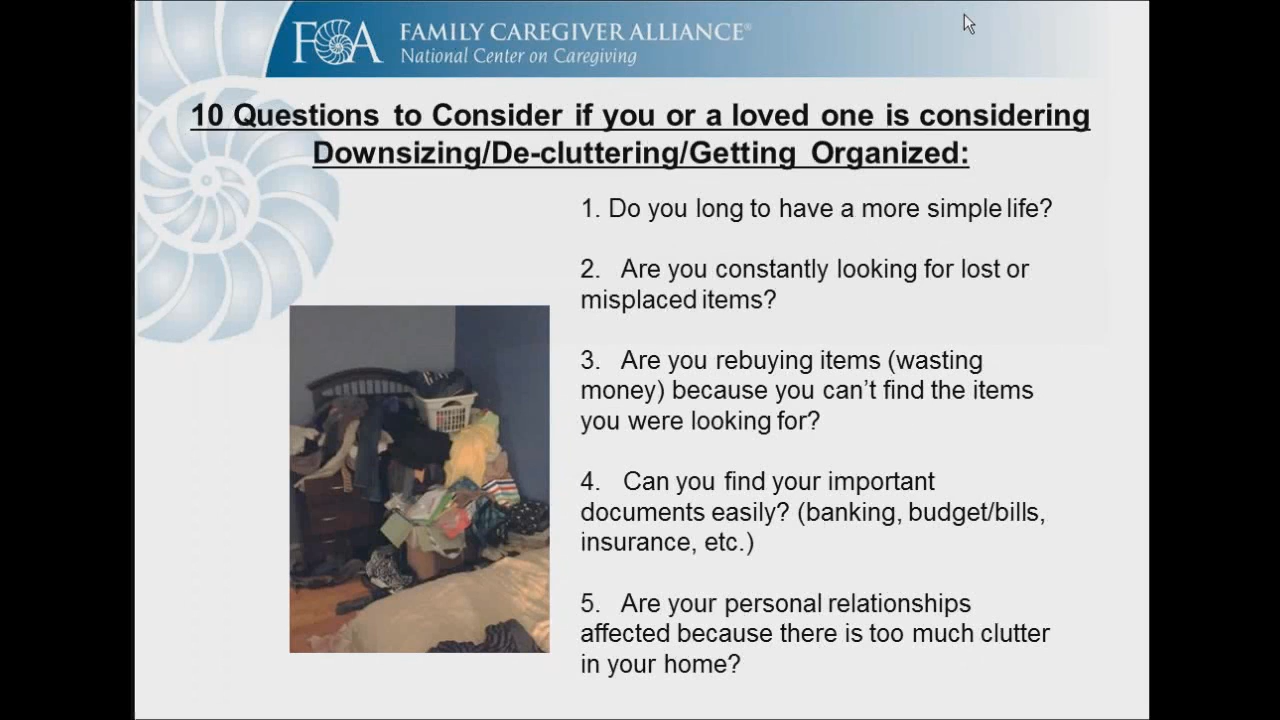 FCA FAMILY CAREGIVER ALLIANCE®
National Center on Caregiving
10 Questions to Consider if you or a loved one is considering
Downsizing/De-cluttering/Getting Organized:
1. Do you long to have a more simple life?
2. Are you constantly looking for lost or
misplaced items?
3. Are you rebuying items (wasting
money) because you can’t find the items
you were looking for?
4. Can you find your important
documents easily? (banking, budget/bills,
insurance, etc.)
5. Are your personal relationships
affected because there is too much clutter
in your home?